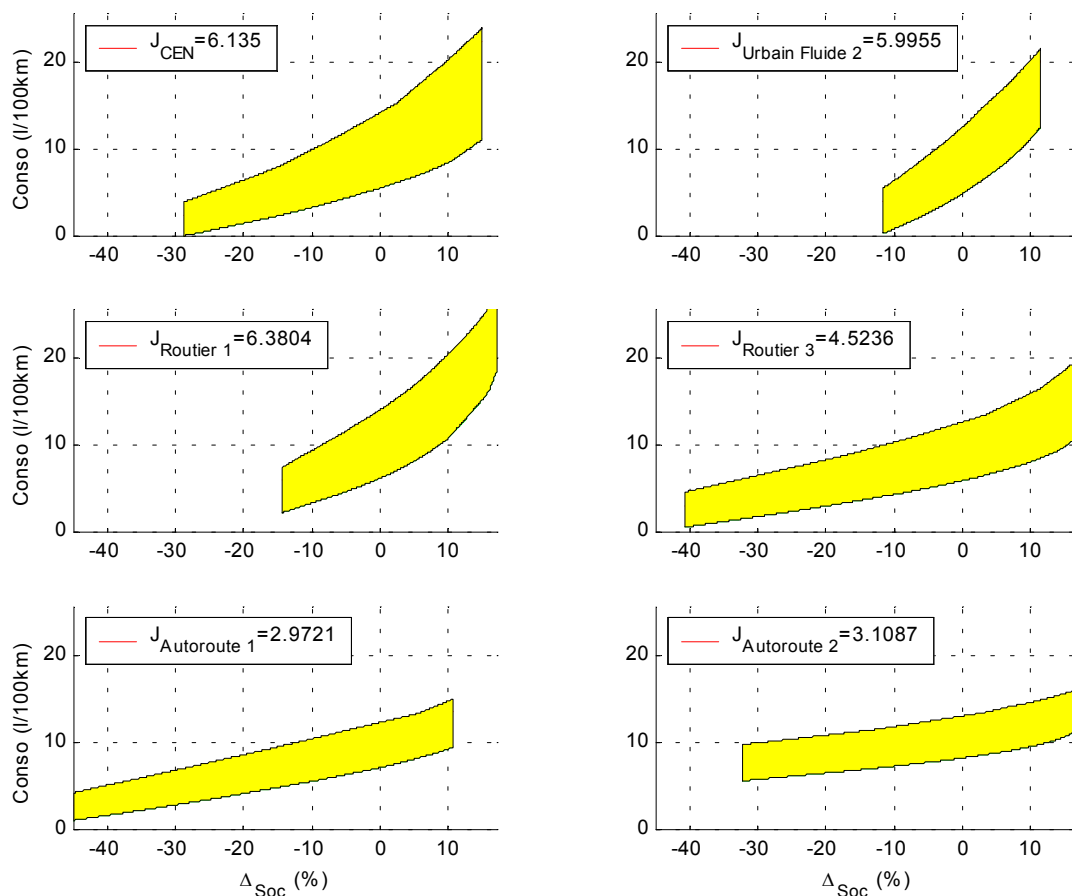 Conso (l/100km)
20
10
0
J_CEN=6.135
-40 -30 -20 -10 0 10
20
10
0
J_Urbain Fluide 2=5.9955
-40 -30 -20 -10 0 10
Conso (l/100km)
20
10
0
J_Routier 1=6.3804
-40 -30 -20 -10 0 10
20
10
0
J_Routier 3=4.5236
-40 -30 -20 -10 0 10
Conso (l/100km)
20
10
0
J_Autoroute 1=2.9721
-40 -30 -20 -10 0 10
Δ_Soc (%)
20
10
0
J_Autoroute 2=3.1087
-40 -30 -20 -10 0 10
Δ_Soc (%)